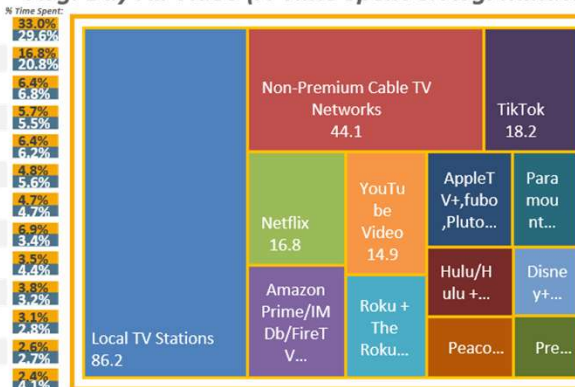 % Time Spent:
33.0%
29.6%
16.8%
20.8%
6.4%
6.8%
5.7%
5.5%
6.4%
6.2%
4.8%
5.6%
4.7%
4.7%
6.9%
3.4%
3.5%
4.4%
3.8%
3.2%
3.1%
2.8%
2.6%
2.7%
2.4%
4.1%
Local TV Stations
86.2
Non-Premium Cable TV
Networks
44.1
TikTok
18.2
Netflix
16.8
YouTu
be
Video
14.9
AppleT
V+,fubo
,Pluto...
Para
mou
nt...
Amazon
Prime/IM
Db/FireT
V...
Roku +
The
Roku...
Hulu/H
ulu +...
Disne
y+...
Peaco...
Pre...